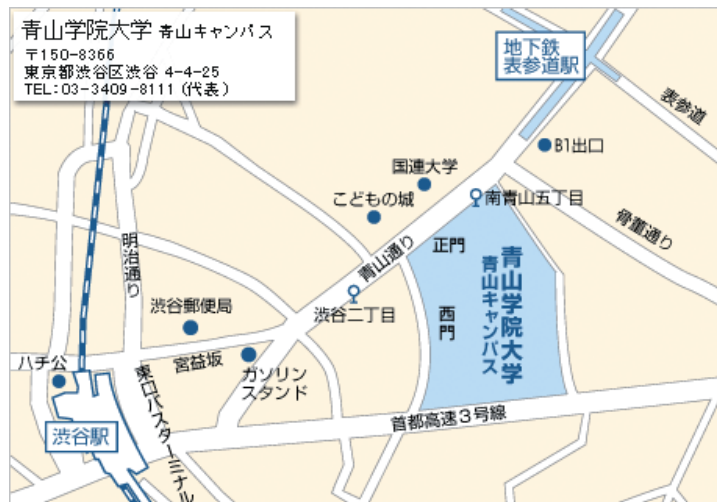 青山学院大学 青山キャンパス
〒150-8366
東京都渋谷区渋谷 4-4-25
TEL:03-3409-8111 (代表)
地下鉄
表参道駅
表参道
B1出口
国連大学
こどもの城
南青山五丁目
骨董通り
明治通り
青山通り
正門
青山学院大学
青山キャンパス
渋谷二丁目
西門
渋谷郵便局
宮益坂
ハチ公
ガソリン
スタンド
東口バスターミナル
首都高速3号線
渋谷駅